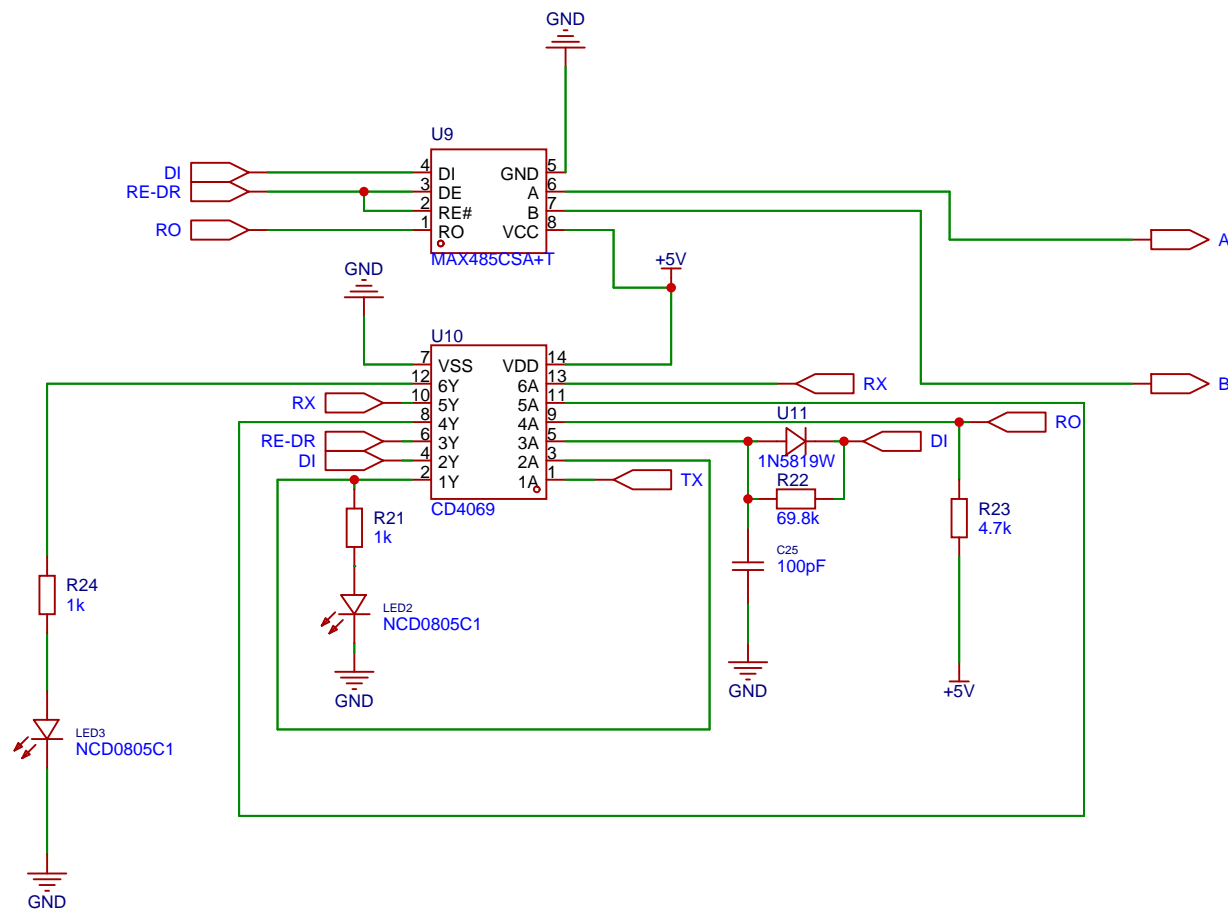 GND
U9
DI
RE-DR
RO
4 DI
3 DE
2 RE#
1 RO
GND 5
A 6
B 7
VCC 8
MAX485CSA+T
A
B
GND
+5V
U10
7 VSS
12 6Y
10 5Y
8 4Y
6 3Y
4 2Y
2 1Y
VDD 14
6A 13
5A 11
4A 9
3A 5
2A 3
1A 1
CD4069
RX
RE-DR
DI
RX
RO
DI
TX
U11
1N5819W
R22
69.8k
C25
100pF
GND
R23
4.7k
+5V
R21
1k
LED2
NCD0805C1
GND
R24
1k
LED3
NCD0805C1
GND